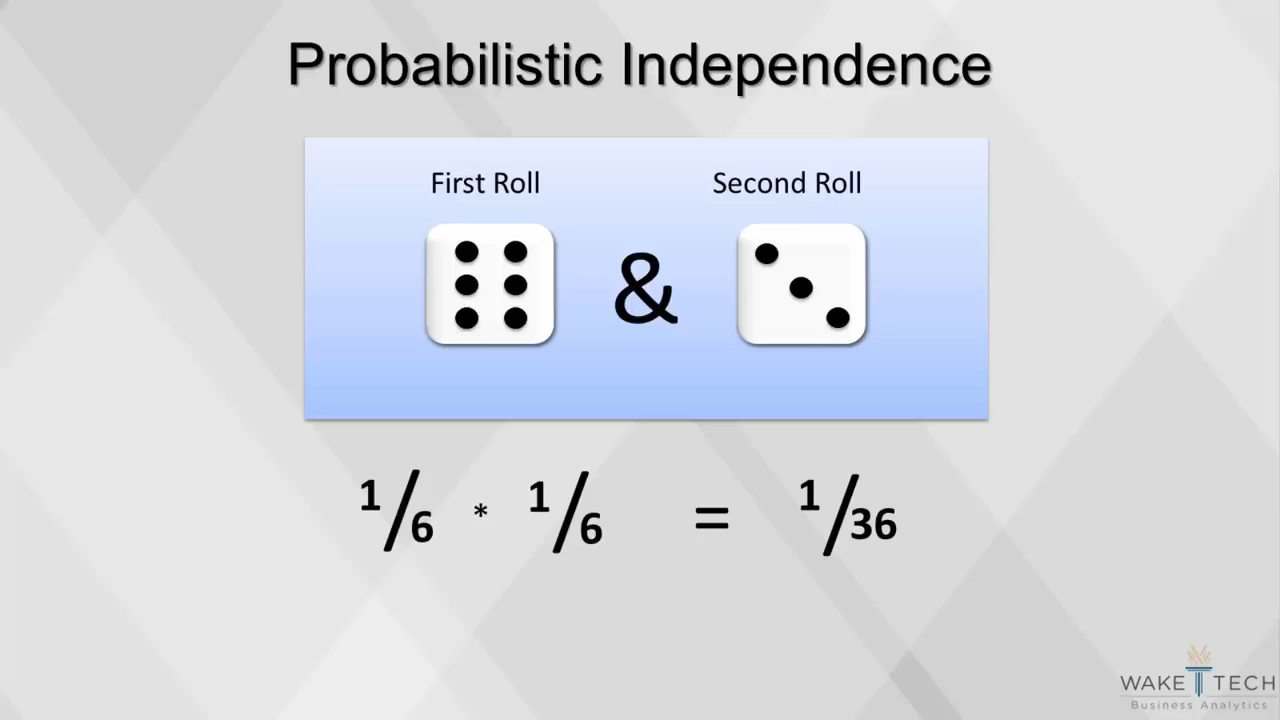 Probabilistic Independence
First Roll Second Roll
&
1/6 * 1/6 = 1/36
WAKE TECH
Business Analytics